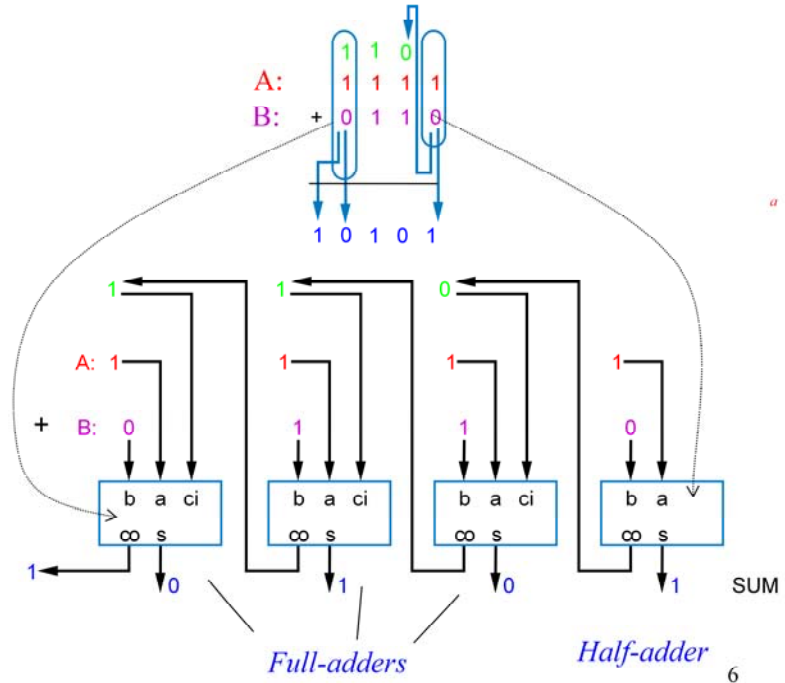 1 1 0
A: 1 1 1 1
B: + 0 1 1 0
a
1 0 1 0 1
1 1 0
A: 1 1 1 1
+ B: 0 1 1 0
b a ci b a ci b a ci b a
co s co s co s co s
1 0 1 0 1 SUM
Full-adders Half-adder
6